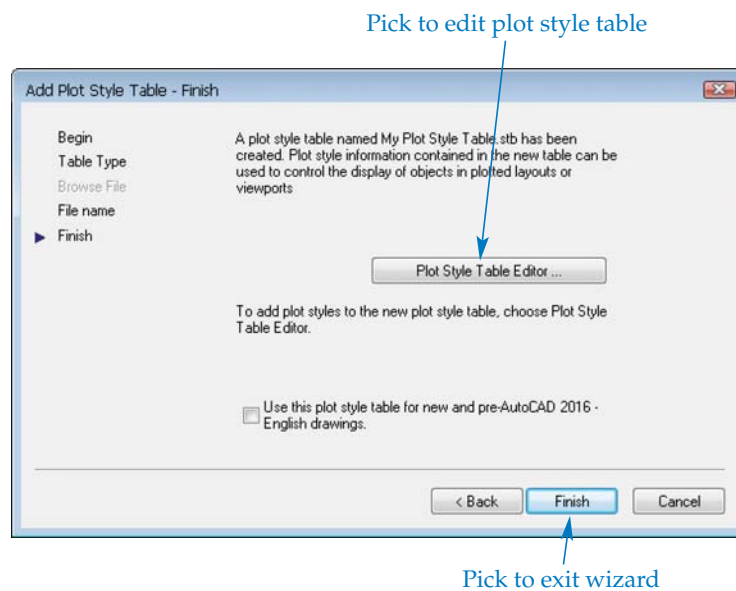 Pick to edit plot style table
Add Plot Style Table - Finish
Begin
Table Type
Browse File
File name
Finish
A plot style table named My Plot Style Table.stb has been
created. Plot style information contained in the new table can be
used to control the display of objects in plotted layouts or
viewports
Plot Style Table Editor ...
To add plot styles to the new plot style table, choose Plot Style
Table Editor.
Use this plot style table for new and pre-AutoCAD 2016 -
English drawings.
< Back
Finish
Cancel
Pick to exit wizard